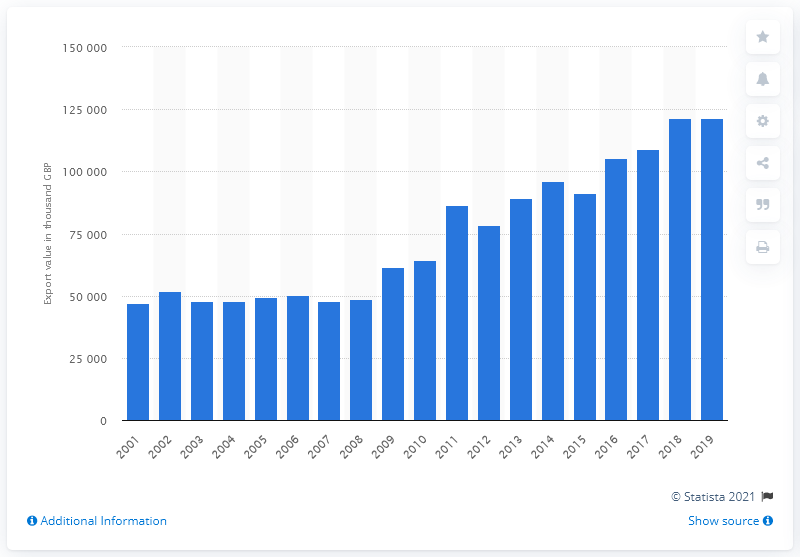 150 000
125 000
100 000
75 000
50 000
25 000
0
Export value in thousand GBP
2001 2002 2003 2004 2005 2006 2007 2008 2009 2010 2011 2012 2013 2014 2015 2016 2017 2018 2019
© Statista 2021
Additional Information
Show source